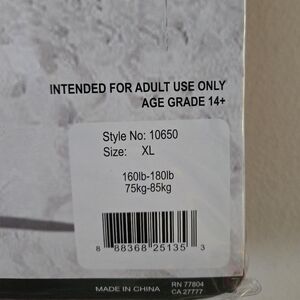 INTENDED FOR ADULT USE ONLY
AGE GRADE 14+
Style No: 10650
Size: XL
160lb-180lb
75kg-85kg
8 88368 25135 3
MADE IN CHINA
RN 77804
CA 27777